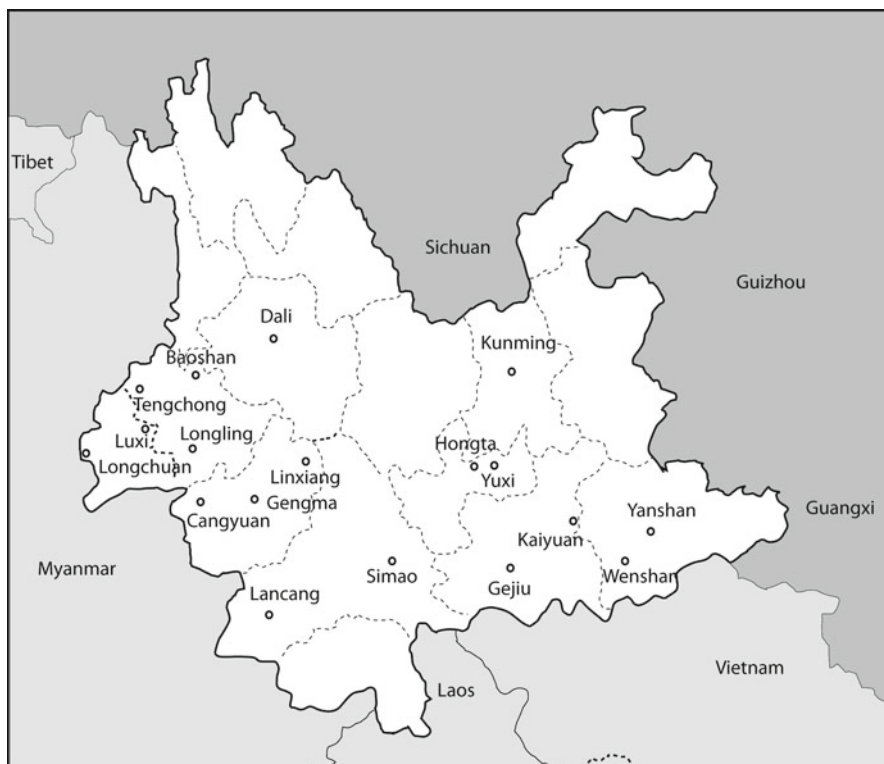 Tibet
Sichuan
Guizhou
Dali
Kunming
Baoshan
Tengchong
Luxi
Longling
Hongta
Longchuan
Linxiang
Yuxi
Gengma
Cangyuan
Yanshan
Guangxi
Kaiyuan
Myanmar
Simao
Wenshan
Gejiu
Lancang
Vietnam
Laos